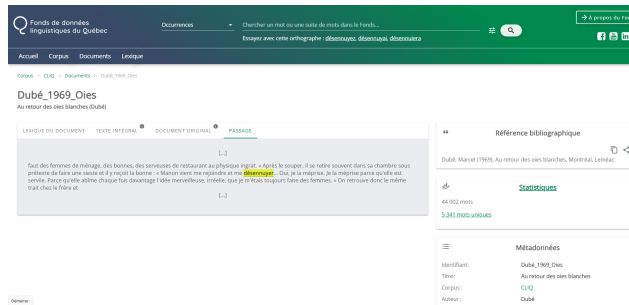 Fonds de données
linguistiques du Québec
Occurrences
Chercher un mot ou une suite de mots dans le Fonds...
Essayez avec cette orthographe : désennuyez, désennuyai, désennuiera
À propos du Fo
Accueil Corpus Documents Lexique
Corpus > CLIQ > Documents > Dubé_1969_Oies
Dubé_1969_Oies
Au retour des oies blanches (Dubé)
LEXIQUE DU DOCUMENT TEXTE INTÉGRAL DOCUMENT ORIGINAL PASSAGE
[...]
faut des femmes de ménage, des bonnes, des serveuses de restaurant au physique ingrat. « Après le souper, il se retire souvent dans sa chambre sous
prétexte de faire une sieste et il y reçoit la bonne : « Manon vient me rejoindre et me désennuyer... Oui, je la méprise. Je la méprise parce qu'elle est
servile. Parce qu'elle abîme chaque fois davantage l'idée merveilleuse, irréelle, que je m'étais toujours faite des femmes. » On retrouve donc le même
trait chez le frère et
[...]
Référence bibliographique
Dubé, Marcel (1969), Au retour des oies blanches, Montréal, Leméac.
Statistiques
44 002 mots
5 341 mots uniques
Métadonnées
Identifiant : Dubé_1969_Oies
Titre : Au retour des oies blanches
Corpus : CLIQ
Auteur : Dubé
Démarrer